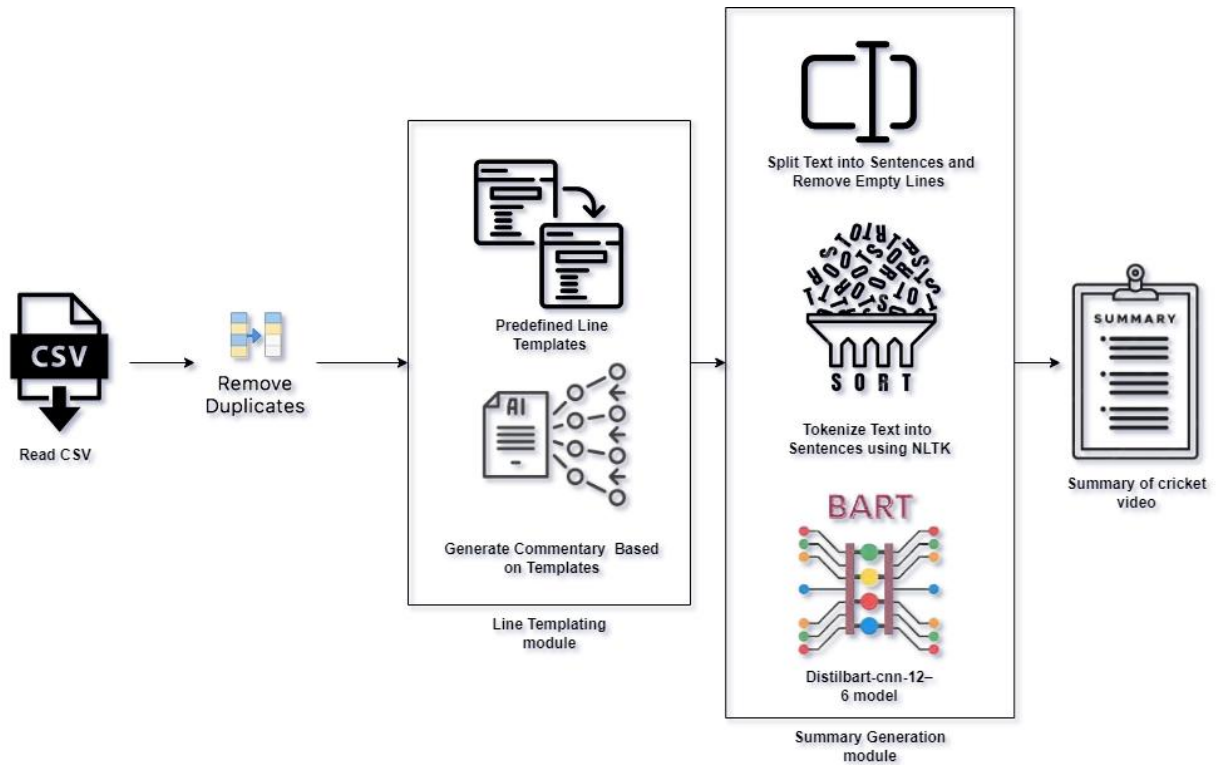 CSV
Read CSV
Remove
Duplicates
Predefined Line
Templates
AI
Generate Commentary Based
on Templates
Line Templating
module
Split Text into Sentences and
Remove Empty Lines
SORT
Tokenize Text into
Sentences using NLTK
BART
Distilbart-cnn-12–
6 model
Summary Generation
module
SUMMARY
Summary of cricket
video